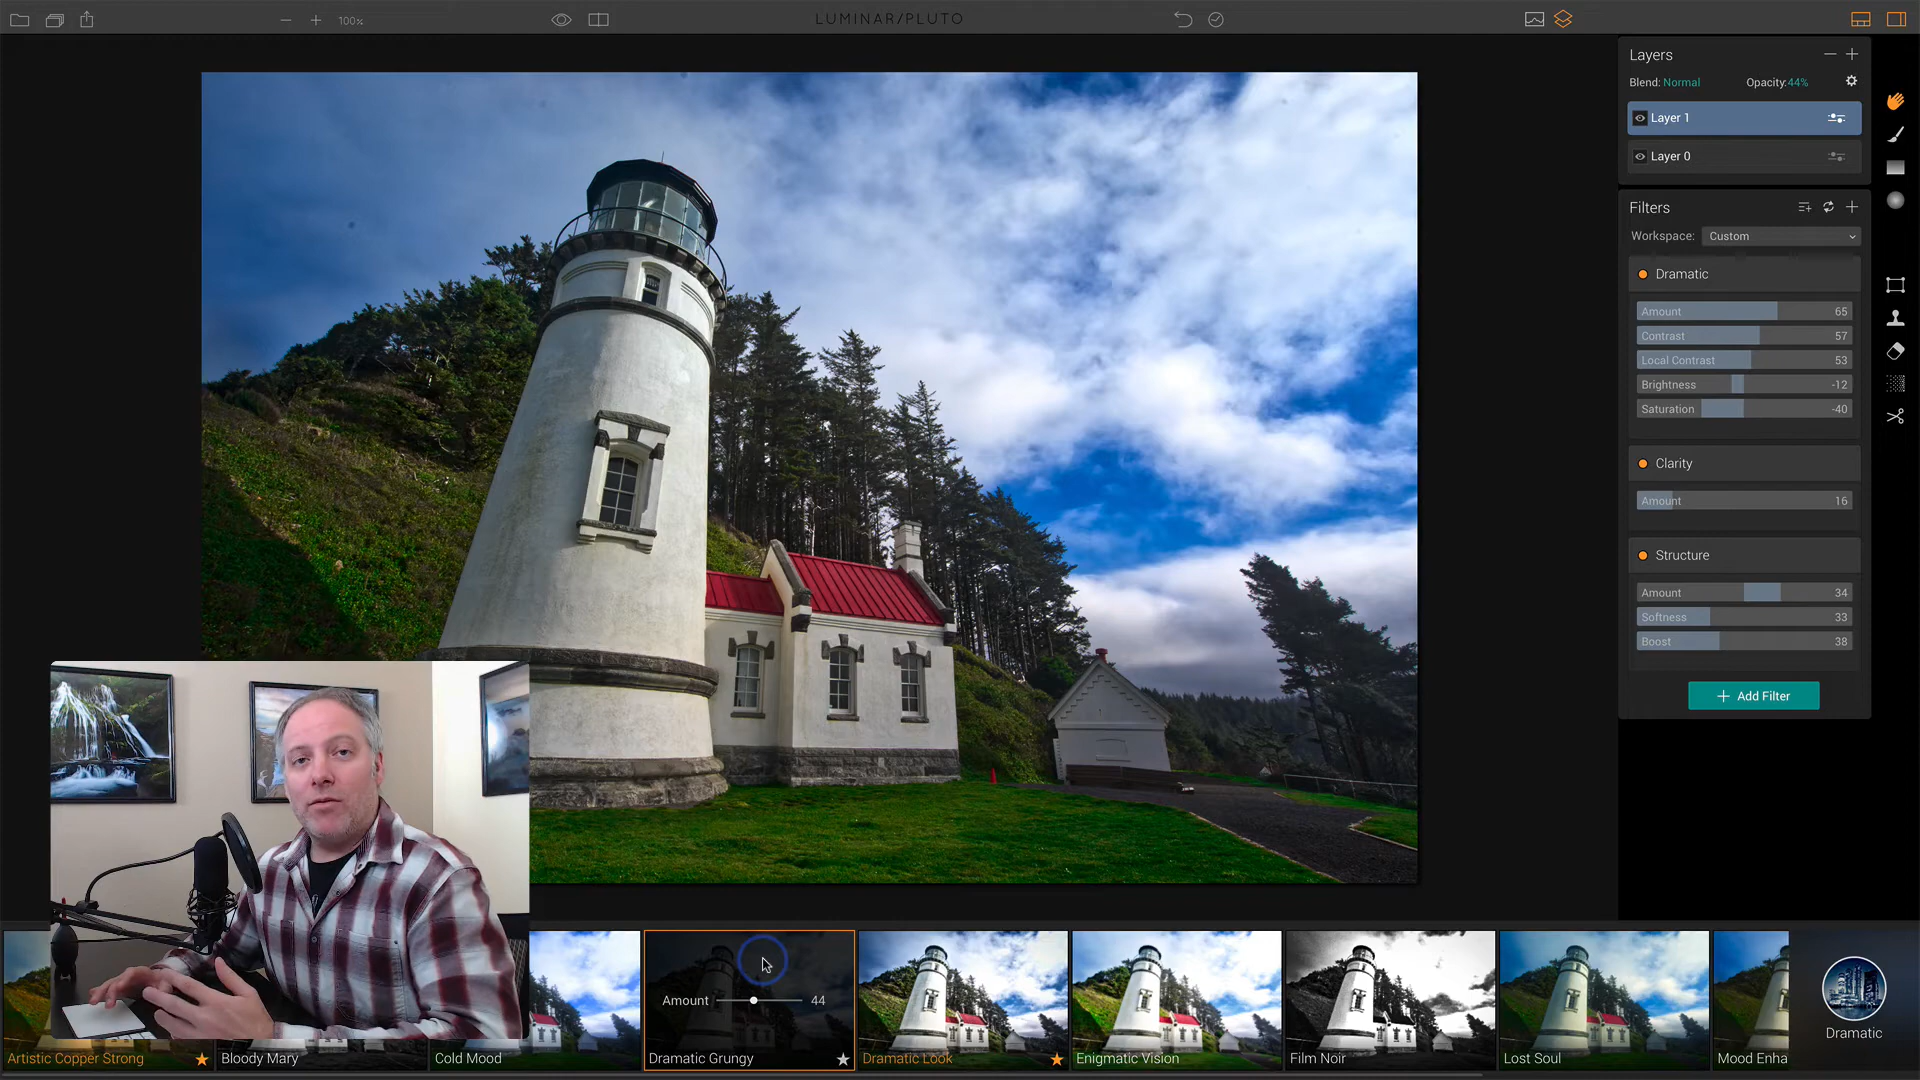 100%
LUMINAR/PLUTO
Layers
Blend: Normal Opacity:44%
Layer 1
Layer 0
Filters
Workspace: Custom
Dramatic
Amount 65
Contrast 57
Local Contrast 53
Brightness -12
Saturation -40
Clarity
Amount 16
Structure
Amount 34
Softness 33
Boost 38
+ Add Filter
Amount 44
Artistic Copper Strong
Bloody Mary
Cold Mood
Dramatic Grungy
Dramatic Look
Enigmatic Vision
Film Noir
Lost Soul
Mood Enha
Dramatic